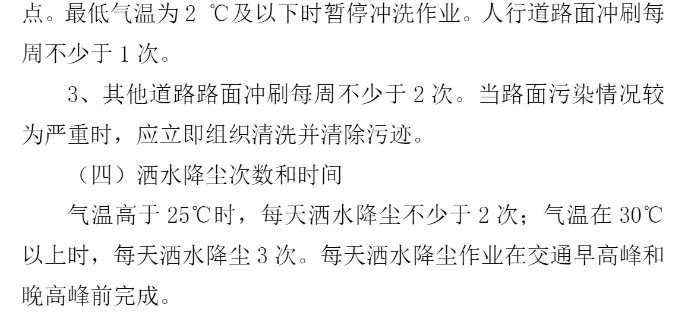 点。最低气温为 2 ℃及以下时暂停冲洗作业。人行道路面冲刷每
周不少于 1 次。
3、其他道路路面冲刷每周不少于 2 次。当路面污染情况较
为严重时，应立即组织清洗并清除污迹。
（四）洒水降尘次数和时间
气温高于 25℃时，每天洒水降尘不少于 2 次；气温在 30℃
以上时，每天洒水降尘 3 次。每天洒水降尘作业在交通早高峰和
晚高峰前完成。